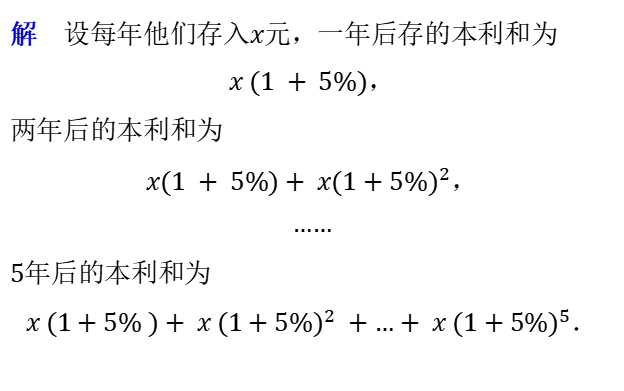 解 设每年他们存入𝑥元，一年后存的本利和为
𝑥 (1 + 5%)，
两年后的本利和为
𝑥(1 + 5%) + 𝑥(1 + 5%)²，
……
5年后的本利和为
𝑥 (1 + 5% ) + 𝑥 (1 + 5%)² + … + 𝑥 (1 + 5%)⁵.